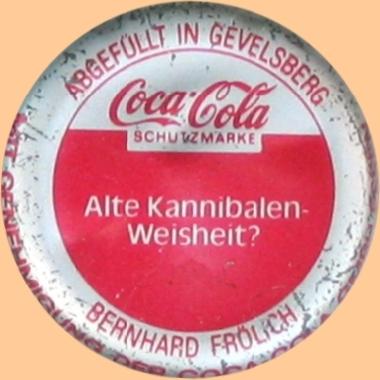 ABGEFÜLLT IN GEVELSBERG
Coca-Cola
SCHUTZMARKE
Alte Kannibalen-
Weisheit?
BERNHARD FRÖLICH